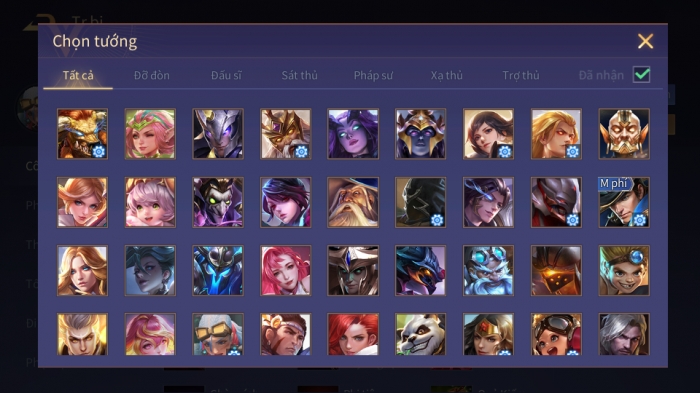 Chọn tướng
Tất cả Đỡ đòn Đấu sĩ Sát thủ Pháp sư Xạ thủ Trợ thủ Đã nhận
M phí